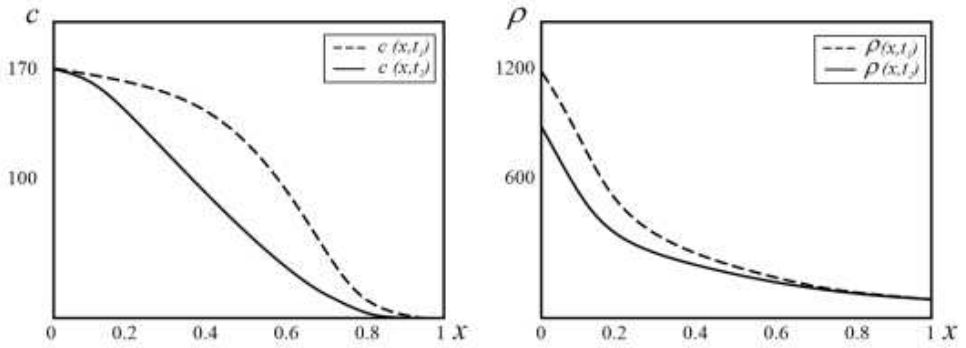 c
170
100
c (x,t₁)
c (x,t₂)
0 0.2 0.4 0.6 0.8 1 x
ρ
1200
600
ρ(x,t₁)
ρ(x,t₂)
0 0.2 0.4 0.6 0.8 1 x